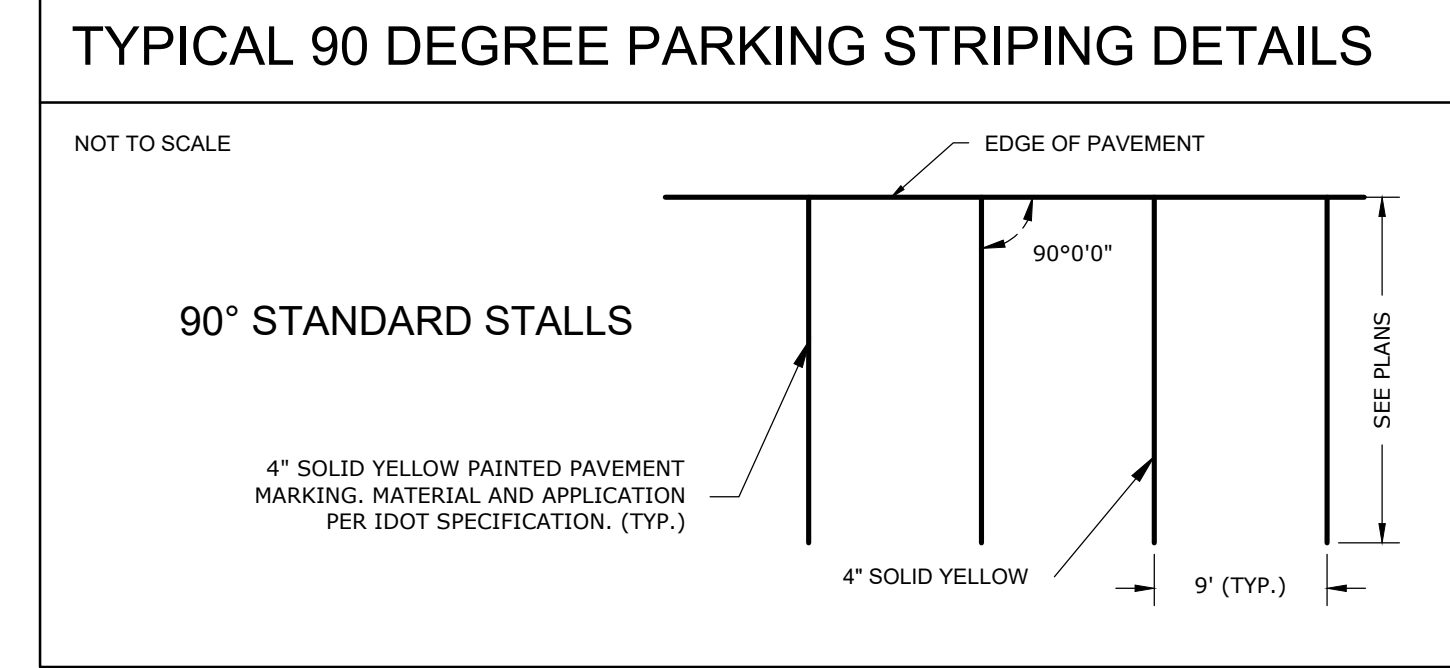 TYPICAL 90 DEGREE PARKING STRIPING DETAILS
NOT TO SCALE
EDGE OF PAVEMENT
90°0'0"
90° STANDARD STALLS
SEE PLANS
4" SOLID YELLOW PAINTED PAVEMENT
MARKING. MATERIAL AND APPLICATION
PER IDOT SPECIFICATION. (TYP.)
4" SOLID YELLOW
9' (TYP.)